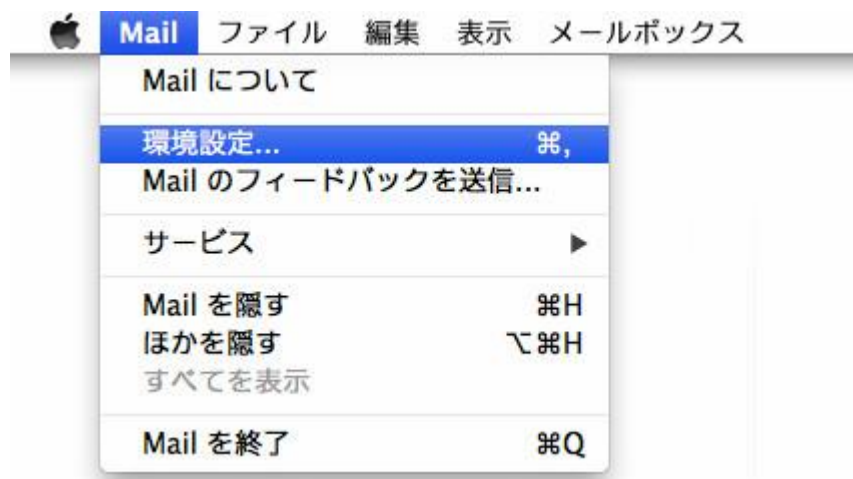 Mail ファイル 編集 表示 メールボックス
Mail について
環境設定... ⌘,
Mail のフィードバックを送信...
サービス ▶
Mail を隠す ⌘H
ほかを隠す ⌥⌘H
すべてを表示
Mail を終了 ⌘Q